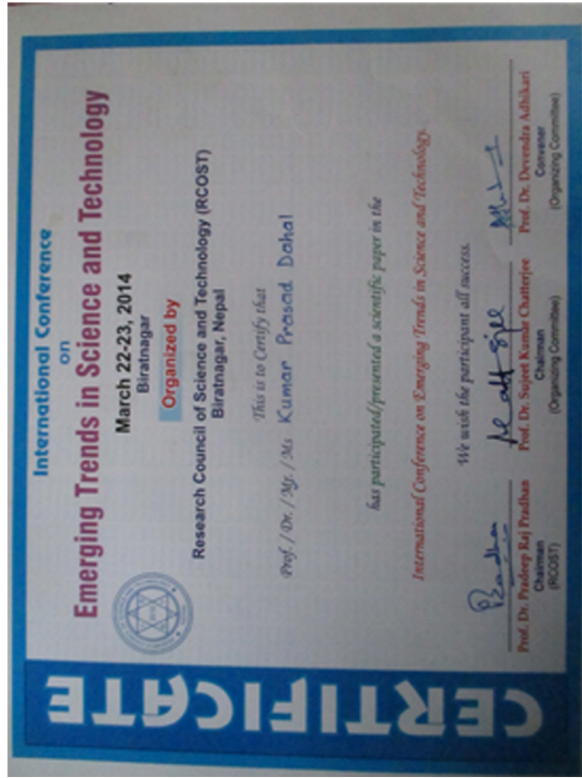 CERTIFICATE
International Conference
on
Emerging Trends in Science and Technology
March 22-23, 2014
Biratnagar
Organized by
Research Council of Science and Technology (RCOST)
Biratnagar, Nepal
This is to Certify that
Prof. / Dr. / Mr. / Ms Kumar Prasad Dahal
has participated/presented a scientific paper in the
International Conference on Emerging Trends in Science and Technology.
We wish the participant all success.
Prof. Dr. Pradeep Raj Pradhan
Chairman
(RCOST)
Prof. Dr. Sujeet Kumar Chatterjee
Chairman
(Organizing Committee)
Prof. Dr. Devendra Adhikari
Convener
(Organizing Committee)